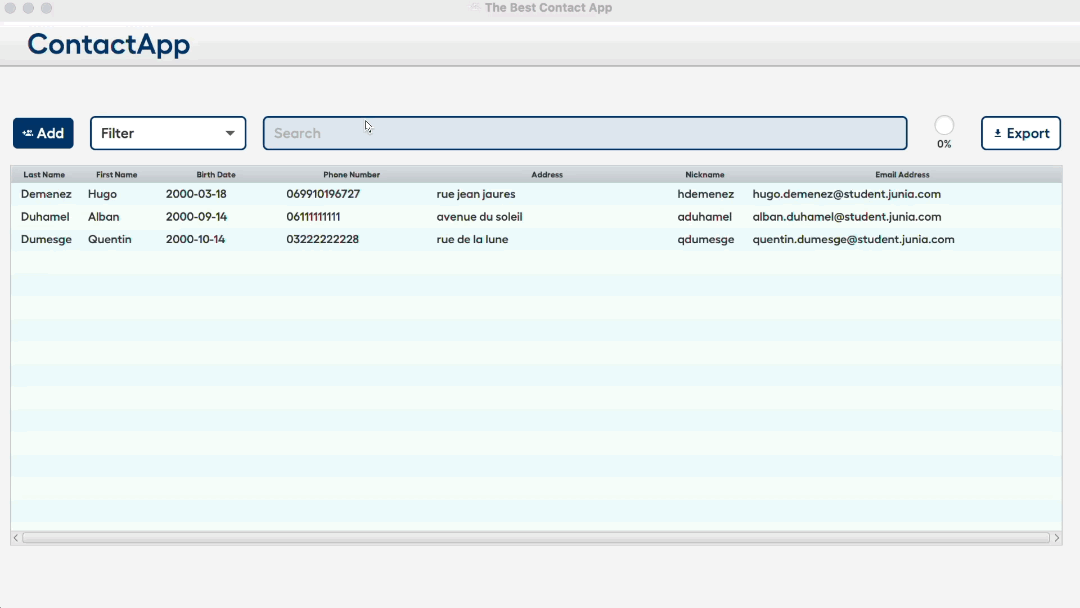 The Best Contact App
ContactApp
Add Filter Search 0% Export
Last Name First Name Birth Date Phone Number Address Nickname Email Address
Demenez Hugo 2000-03-18 069910196727 rue jean jaures hdemenez hugo.demenez@student.junia.com
Duhamel Alban 2000-09-14 06111111111 avenue du soleil aduhamel alban.duhamel@student.junia.com
Dumesge Quentin 2000-10-14 03222222228 rue de la lune qdumesge quentin.dumesge@student.junia.com